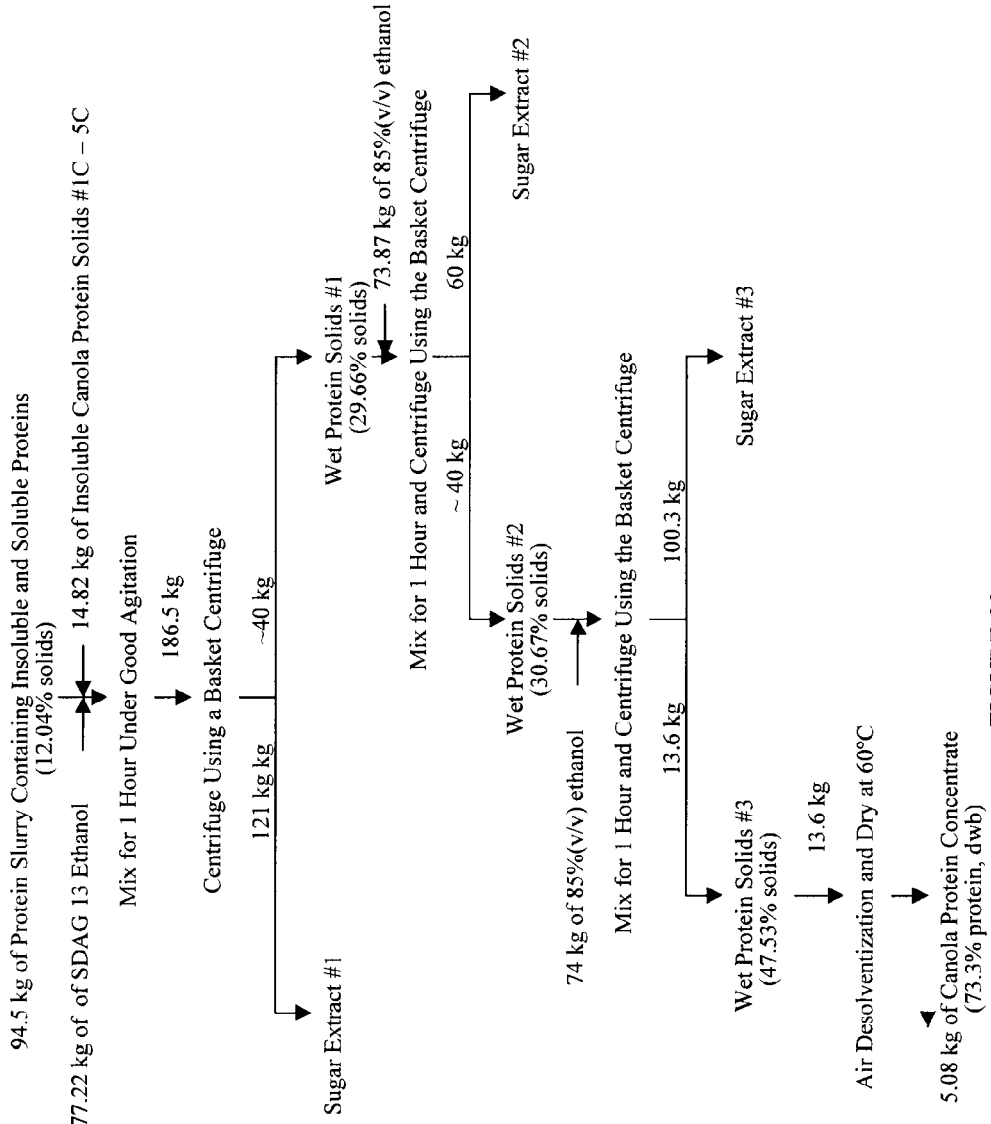 94.5 kg of Protein Slurry Containing Insoluble and Soluble Proteins
(12.04% solids)
77.22 kg of of SDAG 13 Ethanol
14.82 kg of Insoluble Canola Protein Solids #1C – 5C
Mix for 1 Hour Under Good Agitation
186.5 kg
Centrifuge Using a Basket Centrifuge
121 kg kg
~40 kg
Sugar Extract #1
Wet Protein Solids #1
(29.66% solids)
73.87 kg of 85%(v/v) ethanol
Mix for 1 Hour and Centrifuge Using the Basket Centrifuge
~ 40 kg
60 kg
Wet Protein Solids #2
(30.67% solids)
Sugar Extract #2
74 kg of 85%(v/v) ethanol
Mix for 1 Hour and Centrifuge Using the Basket Centrifuge
13.6 kg
100.3 kg
Wet Protein Solids #3
(47.53% solids)
Sugar Extract #3
13.6 kg
Air Desolventization and Dry at 60°C
5.08 kg of Canola Protein Concentrate
(73.3% protein, dwb)